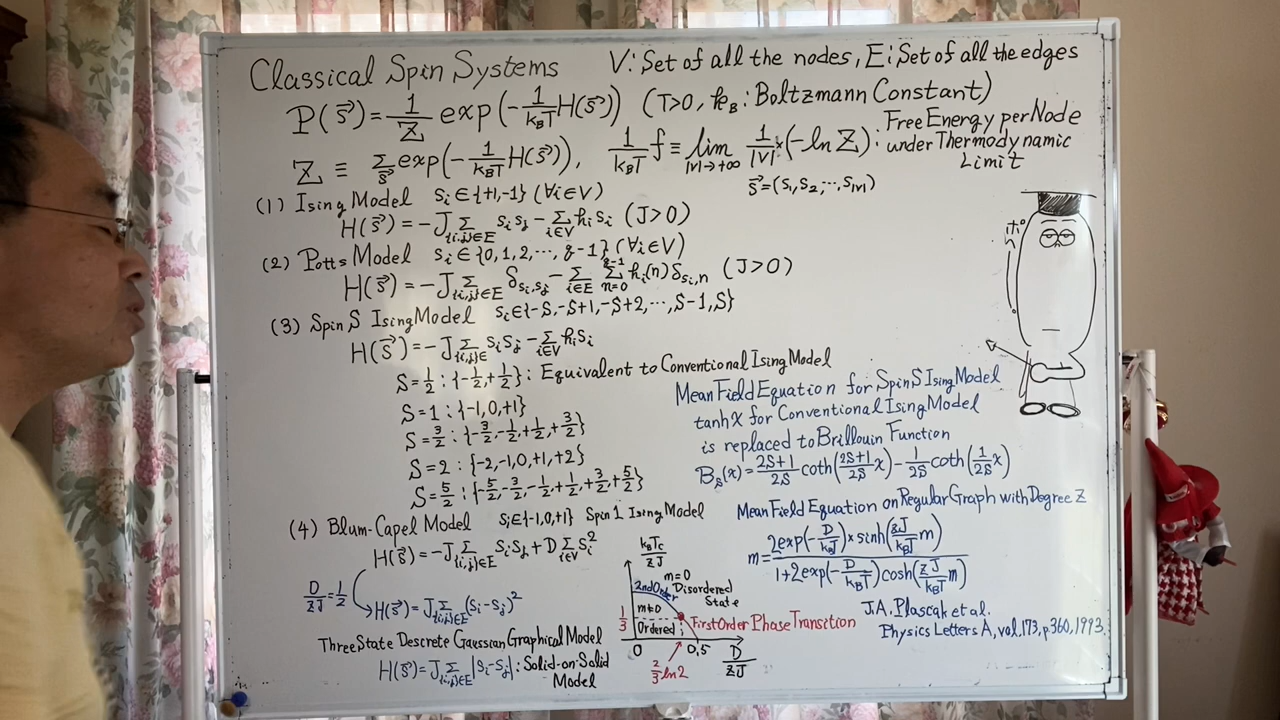 Classical Spin Systems V: Set of all the nodes, E: Set of all the edges
P(s⃗) = 1/Z exp(-1/(k_BT) H(s⃗)) (T>0, k_B: Boltzmann Constant)
Z ≡ Σ_s⃗ exp(-1/(k_BT) H(s⃗)), 1/(k_BT) f ≡ lim_{|V|→+∞} 1/|V| × (-ln Z): Free Energy per Node
under Thermodynamic
Limit
s⃗=(s₁,s₂,…,s_|V|)
(1) Ising Model s_i∈{+1,-1} (∀i∈V)
H(s⃗) = -J Σ_{{i,j}∈E} s_i s_j - Σ_{i∈V} h_i s_i (J>0)
(2) Potts Model s_i∈{0,1,2,…,q-1} (∀i∈V)
H(s⃗) = -J Σ_{{i,j}∈E} δ_{s_i,s_j} - Σ_{i∈E} Σ_{n=0}^{q-1} h_i(n) δ_{s_i,n} (J>0)
(3) Spin S Ising Model s_i∈{-S,-S+1,-S+2,…,S-1,S}
H(s⃗) = -J Σ_{{i,j}∈E} s_i s_j - Σ_{i∈V} h_i s_i
S=1/2 : {-1/2,+1/2} : Equivalent to Conventional Ising Model
S=1 : {-1,0,+1}
S=3/2 : {-3/2,-1/2,+1/2,+3/2}
S=2 : {-2,-1,0,+1,+2}
S=5/2 : {-5/2,-3/2,-1/2,+1/2,+3/2,+5/2}
Mean Field Equation for Spin S Ising Model
tanh x for Conventional Ising Model
is replaced to Brillouin Function
B_S(x) = (2S+1)/2S coth((2S+1)/2S x) - 1/2S coth(1/2S x)
(4) Blum-Capel Model s_i∈{-1,0,+1} Spin 1 Ising Model
H(s⃗) = -J Σ_{{i,j}∈E} s_i s_j + D Σ_{i∈V} s_i²
D/zJ = 1/2
H(s⃗) = J Σ_{{i,j}∈E} (s_i-s_j)²
Three State Discrete Gaussian Graphical Model
H(s⃗) = J Σ_{{i,j}∈E} |s_i-s_j| : Solid-on-Solid
Model
k_BT_c/zJ
m=0
2nd Order Disordered
State
m≠0
1/3
Ordered
First Order Phase Transition
0 0,5 D/zJ
2/3 ln2
Mean Field Equation on Regular Graph with Degree z
m = 2exp(-D/(k_BT)) × sinh(zJ/(k_BT) m) / 1+2exp(-D/(k_BT)) cosh(zJ/(k_BT) m)
J.A. Plascak et al.
Physics Letters A, vol.173, p.360, 1993.